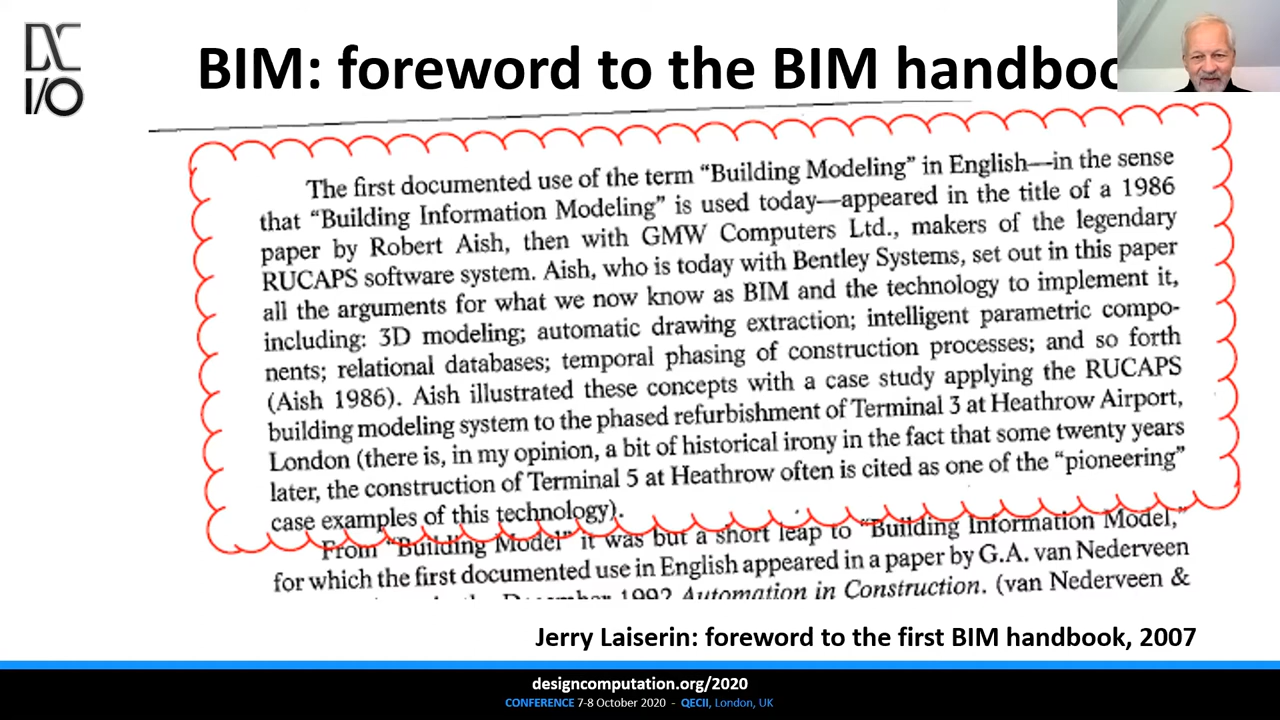 DC
I/O
BIM: foreword to the BIM handboo
The first documented use of the term “Building Modeling” in English—in the sense
that “Building Information Modeling” is used today—appeared in the title of a 1986
paper by Robert Aish, then with GMW Computers Ltd., makers of the legendary
RUCAPS software system. Aish, who is today with Bentley Systems, set out in this paper
all the arguments for what we now know as BIM and the technology to implement it,
including: 3D modeling; automatic drawing extraction; intelligent parametric compo-
nents; relational databases; temporal phasing of construction processes; and so forth
(Aish 1986). Aish illustrated these concepts with a case study applying the RUCAPS
building modeling system to the phased refurbishment of Terminal 3 at Heathrow Airport,
London (there is, in my opinion, a bit of historical irony in the fact that some twenty years
later, the construction of Terminal 5 at Heathrow often is cited as one of the “pioneering”
case examples of this technology).
From “Building Model” it was but a short leap to “Building Information Model,”
for which the first documented use in English appeared in a paper by G.A. van Nederveen
December 1992 Automation in Construction. (van Nederveen &
Jerry Laiserin: foreword to the first BIM handbook, 2007
designcomputation.org/2020
CONFERENCE 7-8 October 2020 - QECII, London, UK